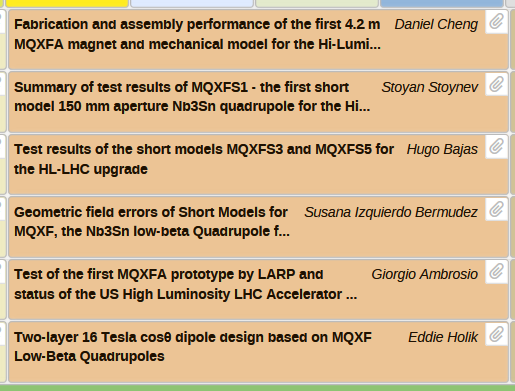 Fabrication and assembly performance of the first 4.2 m Daniel Cheng
MQXFA magnet and mechanical model for the Hi-Lumi...
Summary of test results of MQXFS1 - the first short Stoyan Stoynev
model 150 mm aperture Nb3Sn quadrupole for the Hi...
Test results of the short models MQXFS3 and MQXFS5 for Hugo Bajas
the HL-LHC upgrade
Geometric field errors of Short Models for Susana Izquierdo Bermudez
MQXF, the Nb3Sn low-beta Quadrupole f...
Test of the first MQXFA prototype by LARP and Giorgio Ambrosio
status of the US High Luminosity LHC Accelerator ...
Two-layer 16 Tesla cosθ dipole design based on MQXF Eddie Holik
Low-Beta Quadrupoles